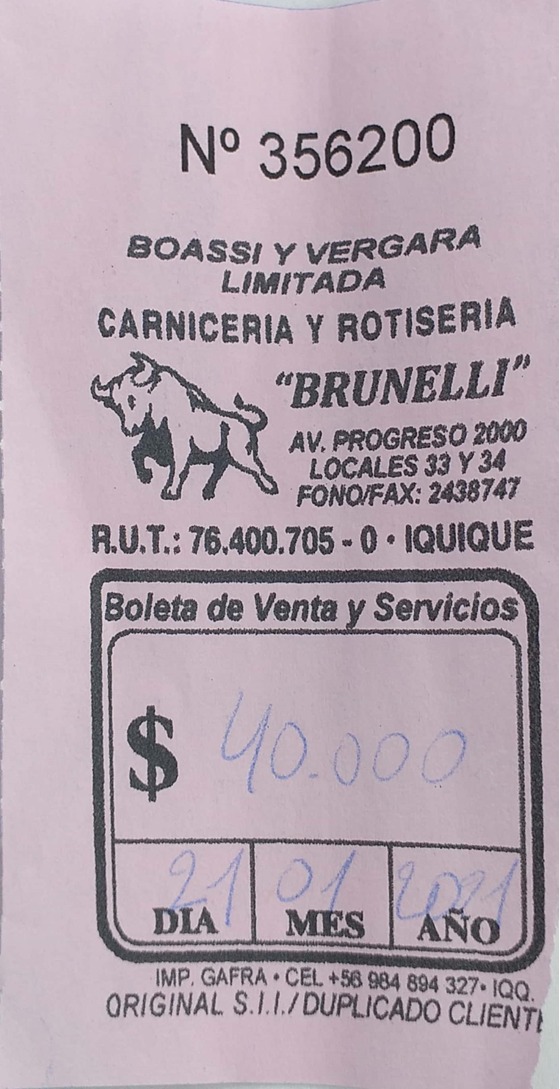 Nº 356200
BOASSI Y VERGARA
LIMITADA
CARNICERIA Y ROTISERIA
"BRUNELLI"
AV. PROGRESO 2000
LOCALES 33 Y 34
FONO/FAX: 2438747
R.U.T.: 76.400.705 - 0 • IQUIQUE
Boleta de Venta y Servicios
$ 40.000
21 01 2021
DIA MES AÑO
IMP. GAFRA • CEL +56 984 894 327• IQQ.
ORIGINAL S.I.I./ DUPLICADO CLIENTE